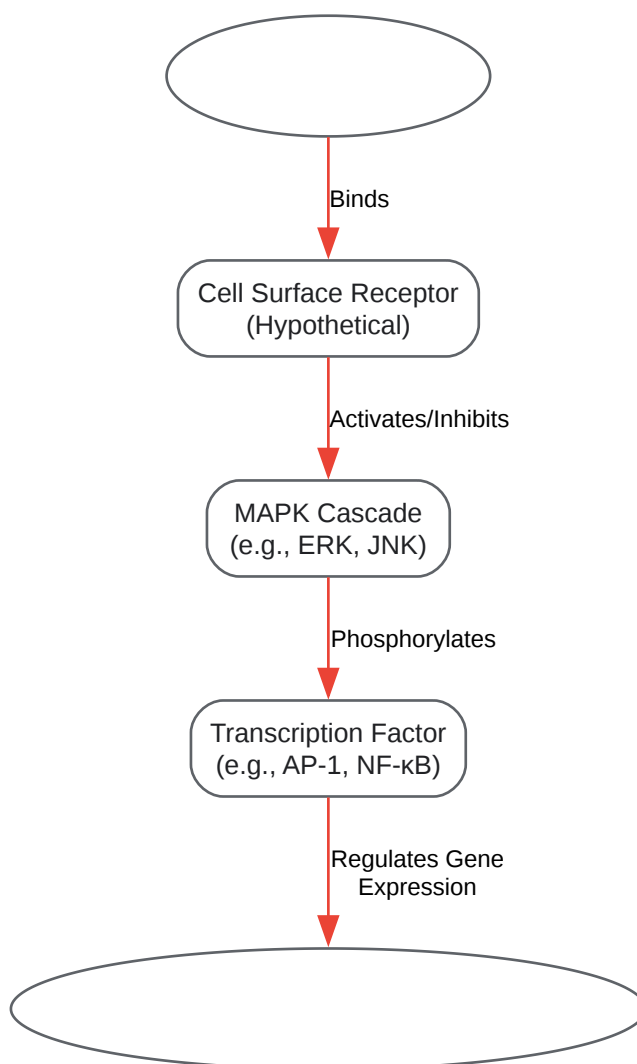 Binds
Cell Surface Receptor
(Hypothetical)
Activates/Inhibits
MAPK Cascade
(e.g., ERK, JNK)
Phosphorylates
Transcription Factor
(e.g., AP-1, NF-κB)
Regulates Gene
Expression